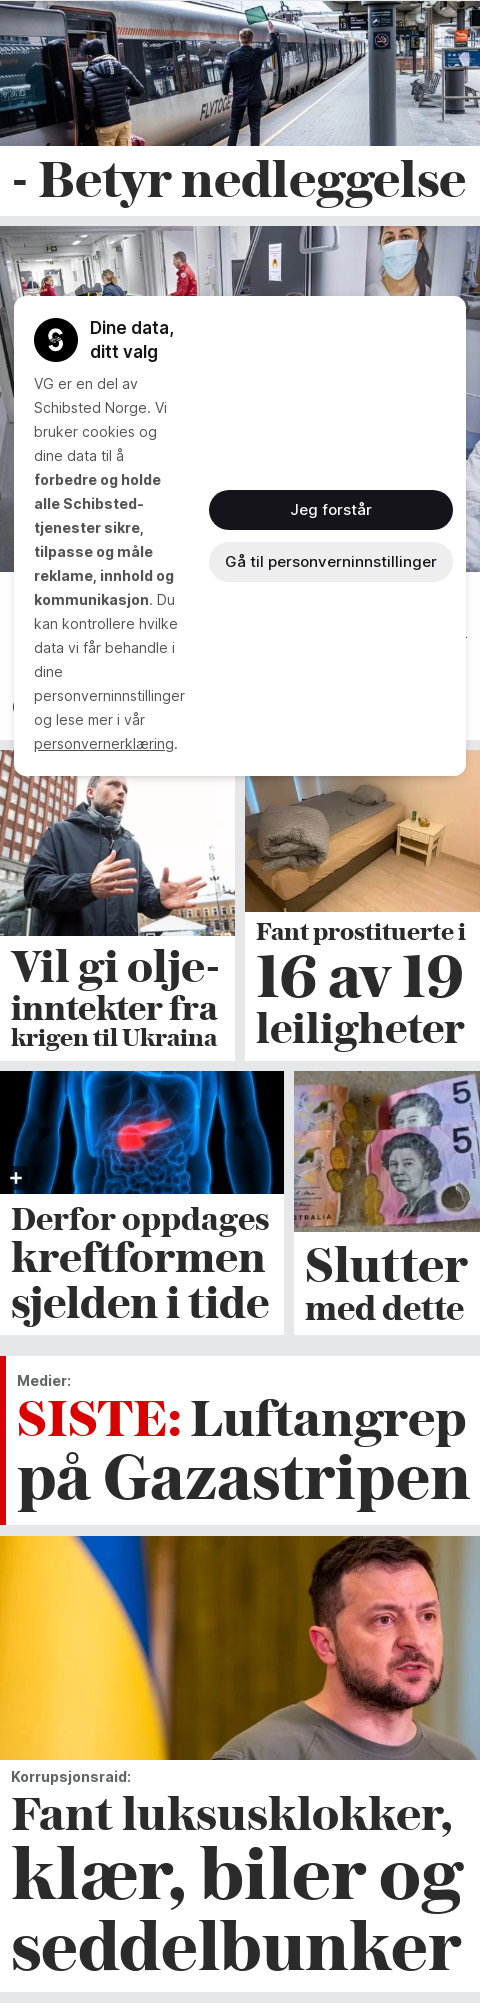 FLYTOGET
- Betyr nedleggelse
Dine data,
ditt valg
VG er en del av
Schibsted Norge. Vi
bruker cookies og
dine data til å
forbedre og holde
alle Schibsted-
tjenester sikre,
tilpasse og måle
reklame, innhold og
kommunikasjon. Du
kan kontrollere hvilke
data vi får behandle i
dine
personverninnstillinger
og lese mer i vår
personvernerklæring.
Jeg forstår
Gå til personverninnstillinger
Vil gi olje-
inntekter fra
krigen til Ukraina
Fant prostituerte i
16 av 19
leiligheter
Derfor oppdages
kreftformen
sjelden i tide
5
5
Slutter
med dette
Medier:
SISTE: Luftangrep
på Gazastripen
Korrupsjonsraid:
Fant luksusklokker,
klær, biler og
seddelbunker